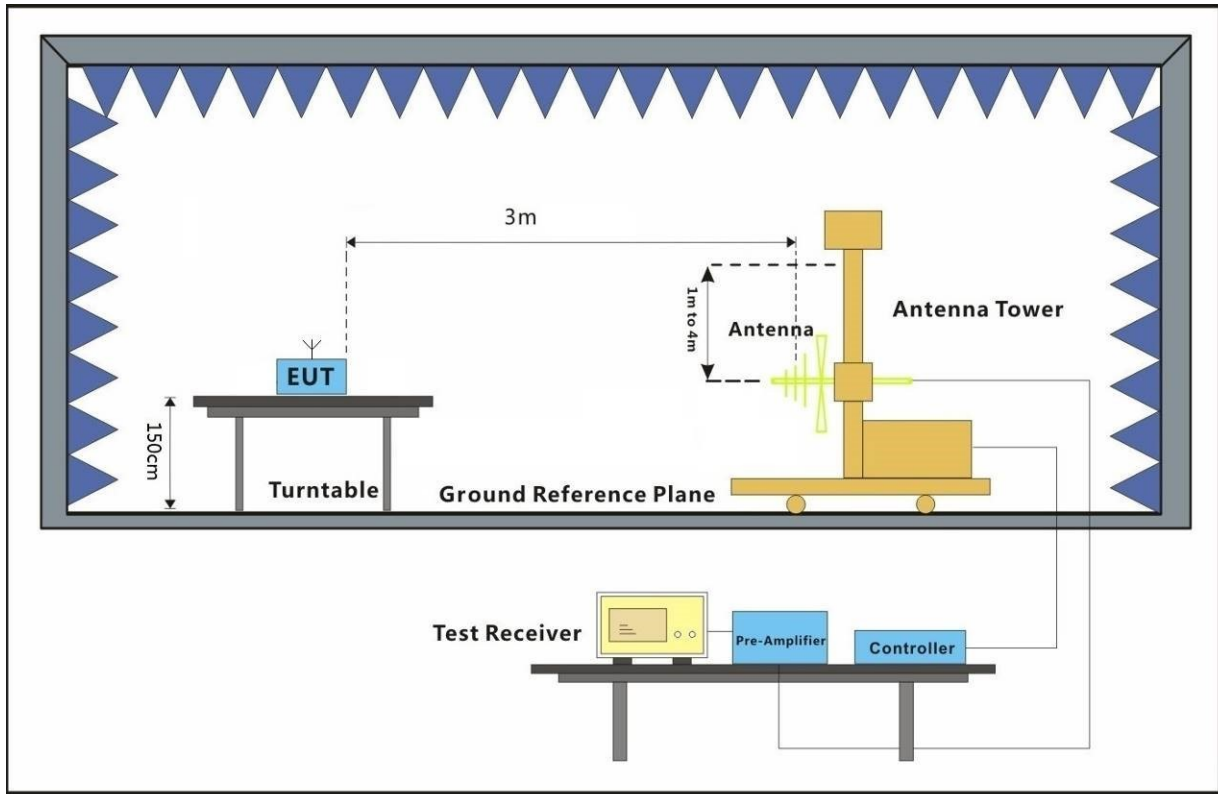 3m
1m to 4m
Antenna
Antenna Tower
EUT
150cm
Turntable
Ground Reference Plane
Test Receiver
Pre-Amplifier
Controller